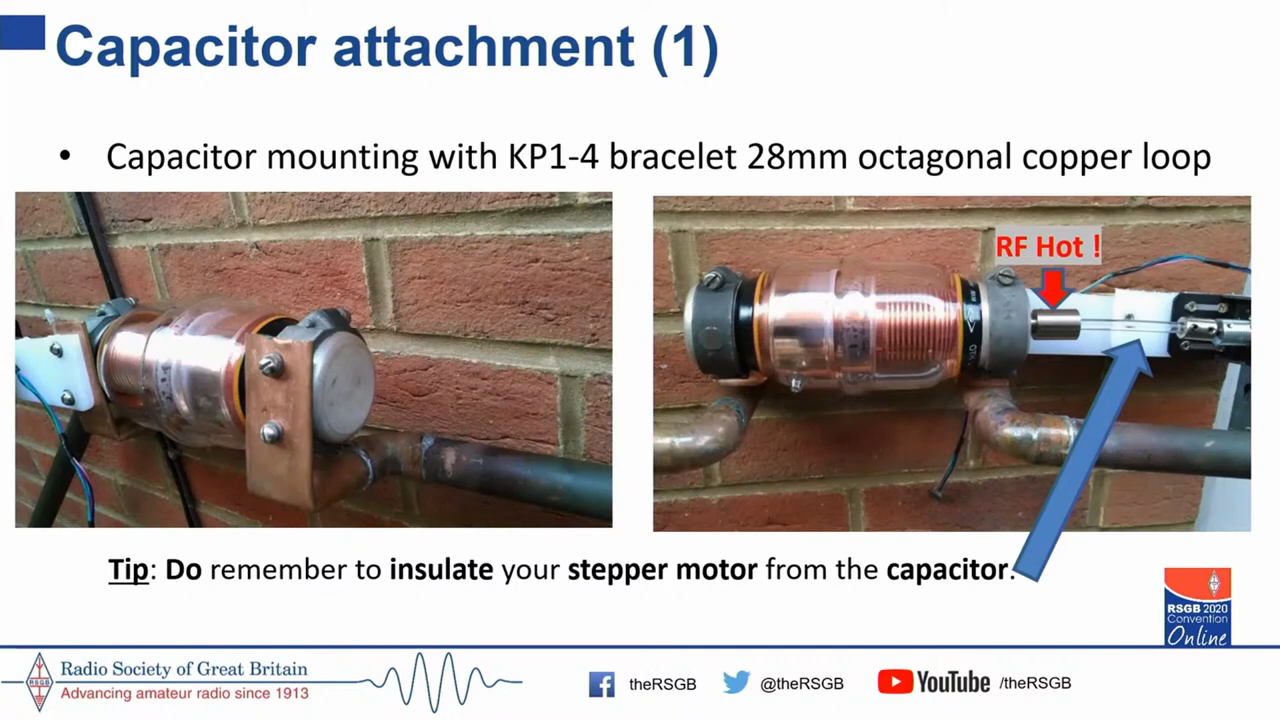 Capacitor attachment (1)
• Capacitor mounting with KP1-4 bracelet 28mm octagonal copper loop
RF Hot !
Tip: Do remember to insulate your stepper motor from the capacitor.
RSGB 2020
Convention
Online
RSGB
Radio Society of Great Britain
Advancing amateur radio since 1913
theRSGB
@theRSGB
YouTube /theRSGB